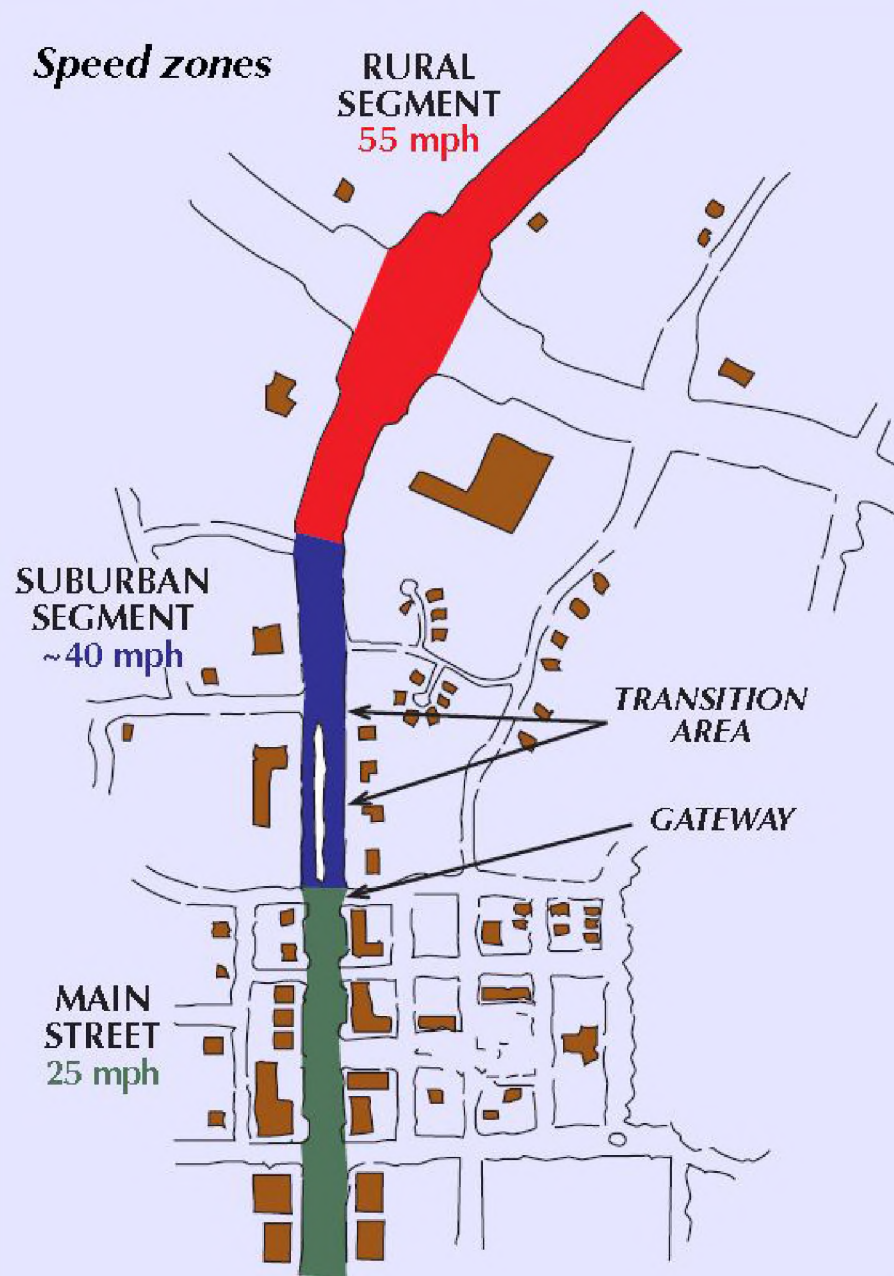 Speed zones
RURAL
SEGMENT
55 mph
SUBURBAN
SEGMENT
~40 mph
TRANSITION
AREA
GATEWAY
MAIN
STREET
25 mph